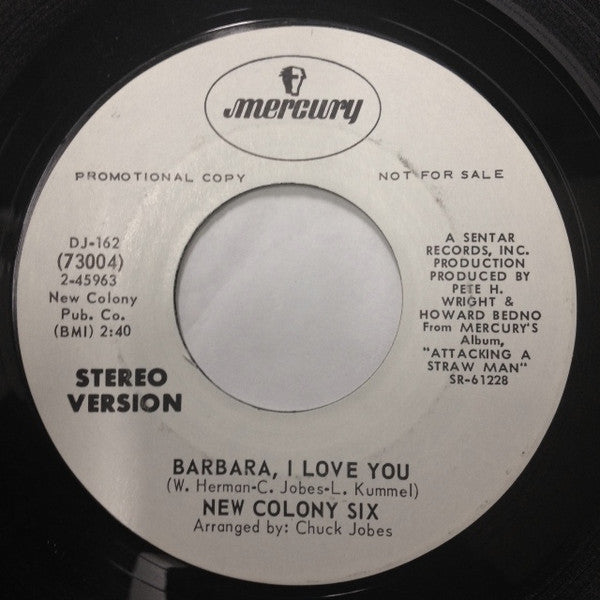 mercury
PROMOTIONAL COPY
NOT FOR SALE
DJ-162
(73004)
2-45963
New Colony
Pub. Co.
(BMI) 2:40
STEREO
VERSION
A SENTAR
RECORDS, INC.
PRODUCTION
PRODUCED BY
PETE H.
WRIGHT &
HOWARD BEDNO
From MERCURY'S
Album,
"ATTACKING A
STRAW MAN"
SR-61228
BARBARA, I LOVE YOU
(W. Herman-C. Jobes-L. Kummel)
NEW COLONY SIX
Arranged by: Chuck Jobes